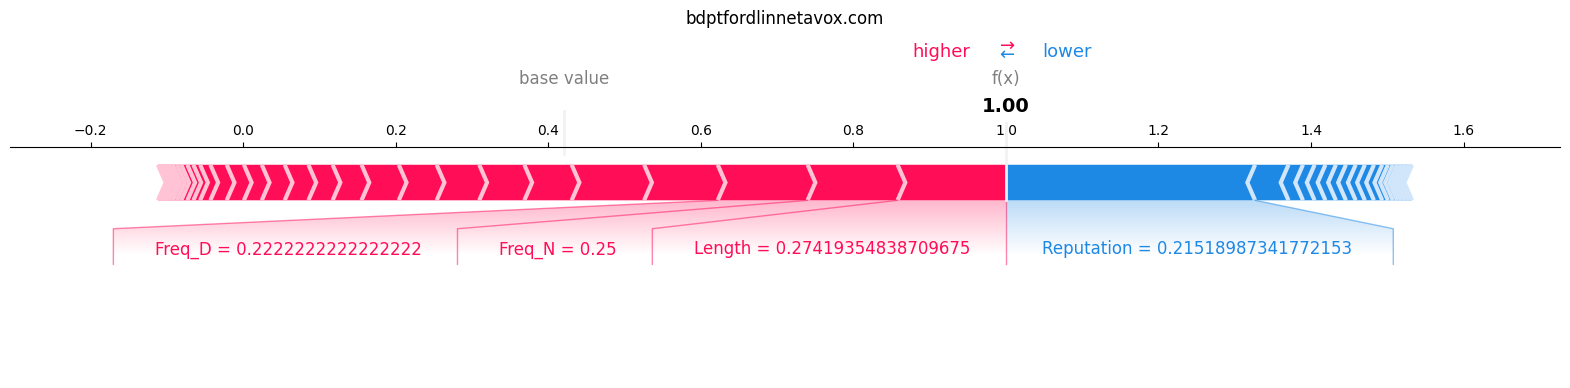 bdptfordlinnetavox.com
higher → lower
←
base value f(x)
1.00
−0.2 0.0 0.2 0.4 0.6 0.8 1 0 1.2 1.4 1.6
Freq_D = 0.2222222222222222 Freq_N = 0.25 Length = 0.27419354838709675 Reputation = 0.21518987341772153